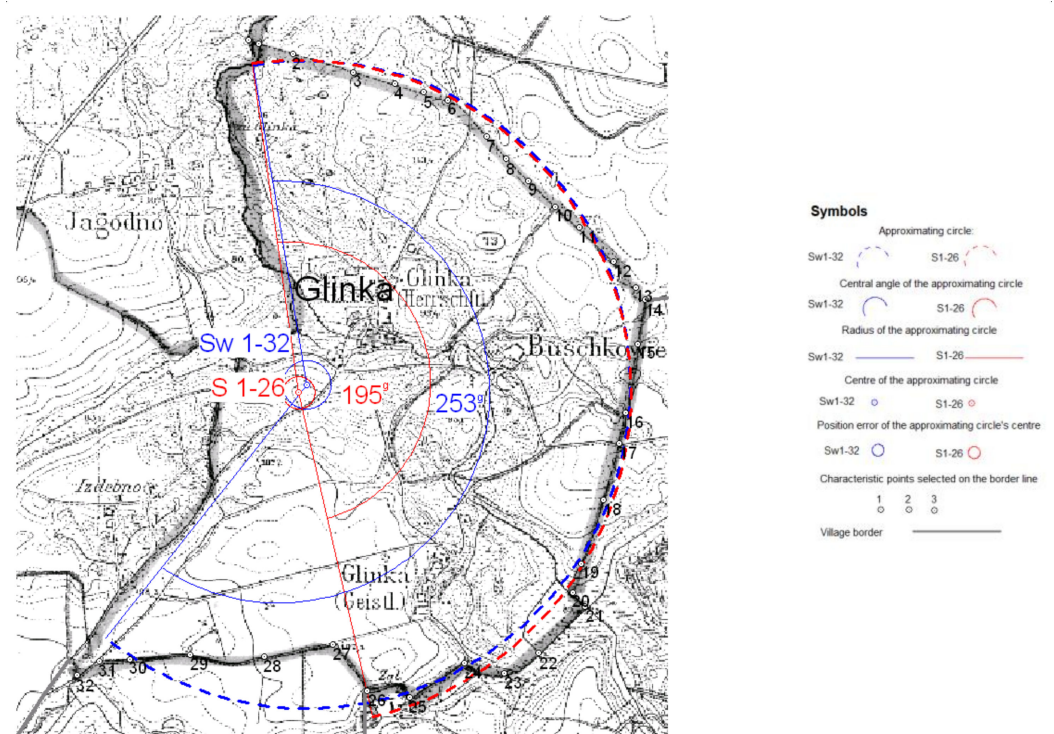 2
3
4
5
6
7
8
9
10
11
12
13
14
15
16
17
18
19
20
21
22
23
24
25
26
27
28
29
30
31
32
Jagodno
Glinka
Glinka
(Herrschftl.)
Buschkowie
Sw 1-32
S 1-26
195g
253g
Izdebno
Glinka
(Geistl.)
Symbols
Approximating circle:
Sw1-32
S1-26
Central angle of the approximating circle
Sw1-32
S1-26
Radius of the approximating circle
Sw1-32
S1-26
Centre of the approximating circle
Sw1-32
S1-26
Position error of the approximating circle's centre
Sw1-32
S1-26
Characteristic points selected on the border line
1 2 3
Village border